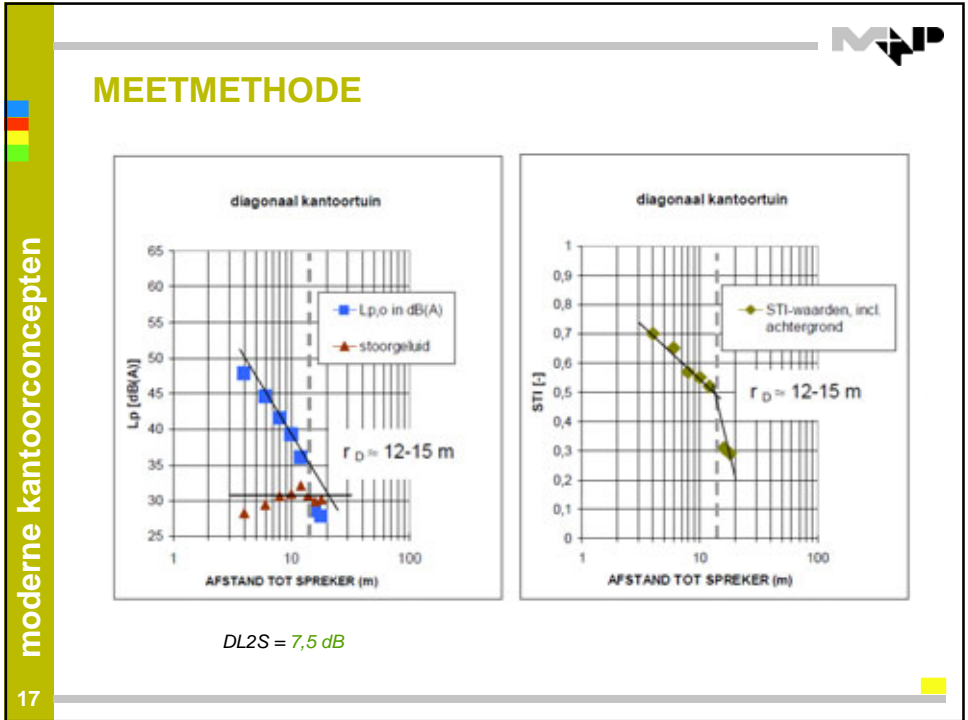 M+P
MEETMETHODE
moderne kantoorconcepten
diagonaal kantoortuin
65
60
55
50
45
40
35
30
25
Lp [dB(A)]
Lp,o in dB(A)
stoorgeluid
r D ≈ 12-15 m
1 10 100
AFSTAND TOT SPREKER (m)
diagonaal kantoortuin
1
0,9
0,8
0,7
0,6
0,5
0,4
0,3
0,2
0,1
0
STI [-]
STI-waarden, incl.
achtergrond
r D ≈ 12-15 m
1 10 100
AFSTAND TOT SPREKER (m)
DL2S = 7,5 dB
17